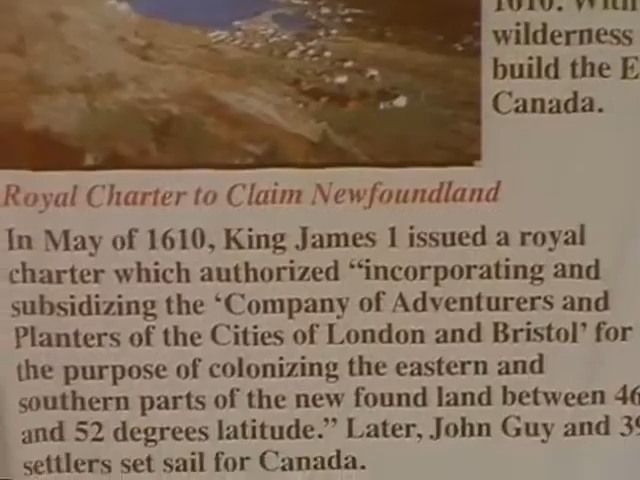 1610. With
wilderness
build the E
Canada.
Royal Charter to Claim Newfoundland
In May of 1610, King James 1 issued a royal
charter which authorized “incorporating and
subsidizing the ‘Company of Adventurers and
Planters of the Cities of London and Bristol’ for
the purpose of colonizing the eastern and
southern parts of the new found land between 46
and 52 degrees latitude.” Later, John Guy and 39
settlers set sail for Canada.